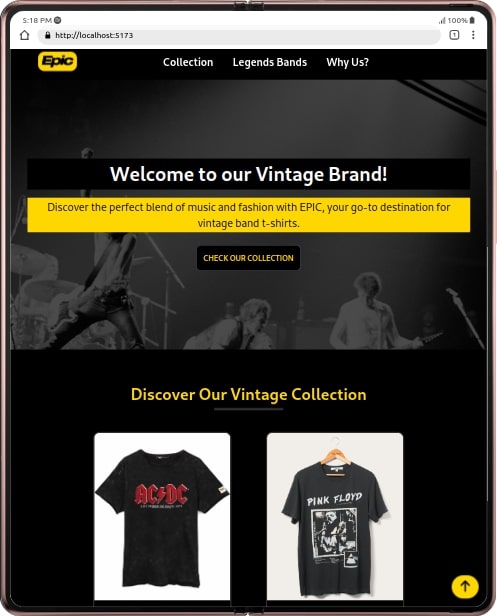 5:18 PM
100%
http://localhost:5173
1
Epic
Collection
Legends Bands
Why Us?
Welcome to our Vintage Brand!
Discover the perfect blend of music and fashion with EPIC, your go-to destination for
vintage band t-shirts.
CHECK OUR COLLECTION
Discover Our Vintage Collection
AC DC
PINK FLOYD